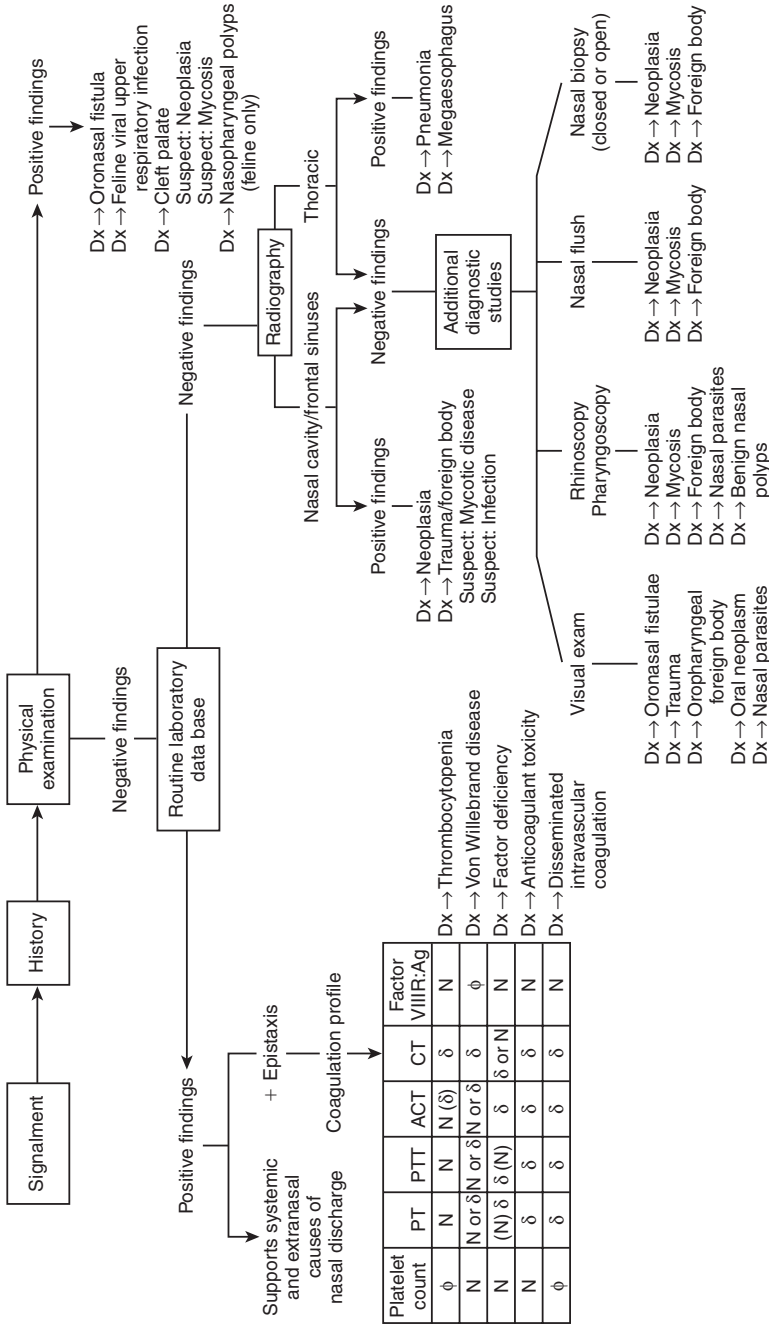 Signalment
History
Physical
examination
Positive findings
Dx → Oronasal fistula
Dx → Feline viral upper
respiratory infection
Dx → Cleft palate
Suspect: Neoplasia
Suspect: Mycosis
Dx → Nasopharyngeal polyps
(feline only)
Negative findings
Routine laboratory
data base
Positive findings
Supports systemic
and extranasal
causes of
nasal discharge
+ Epistaxis
Coagulation profile
Platelet
count PT PTT ACT CT Factor
VIIIR:Ag
ϕ N N N (δ) δ N Dx → Thrombocytopenia
N N or δ N or δ N or δ δ ϕ Dx → Von Willebrand disease
N (N) δ δ (N) δ δ or N N Dx → Factor deficiency
N δ δ δ δ N Dx → Anticoagulant toxicity
ϕ δ δ δ δ N Dx → Disseminated
intravascular
coagulation
Negative findings
Radiography
Nasal cavity/frontal sinuses
Thoracic
Positive findings
Dx → Neoplasia
Dx → Trauma/foreign body
Suspect: Mycotic disease
Suspect: Infection
Negative findings
Positive findings
Dx → Pneumonia
Dx → Megaesophagus
Additional
diagnostic
studies
Visual exam
Dx → Oronasal fistulae
Dx → Trauma
Dx → Oropharyngeal
foreign body
Dx → Oral neoplasm
Dx → Nasal parasites
Rhinoscopy
Pharyngoscopy
Dx → Neoplasia
Dx → Mycosis
Dx → Foreign body
Dx → Nasal parasites
Dx → Benign nasal
polyps
Nasal flush
Dx → Neoplasia
Dx → Mycosis
Dx → Foreign body
Nasal biopsy
(closed or open)
Dx → Neoplasia
Dx → Mycosis
Dx → Foreign body